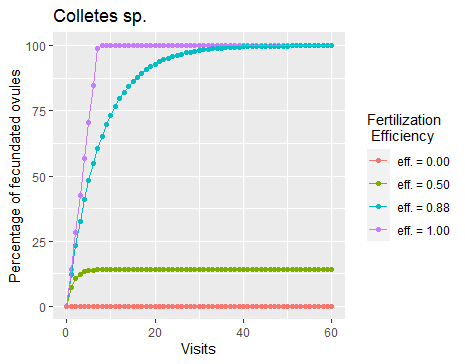 Colletes sp.
Percentage of fecundated ovules
100
75
50
25
0
0 20 40 60
Visits
Fertilization
Efficiency
eff. = 0.00
eff. = 0.50
eff. = 0.88
eff. = 1.00